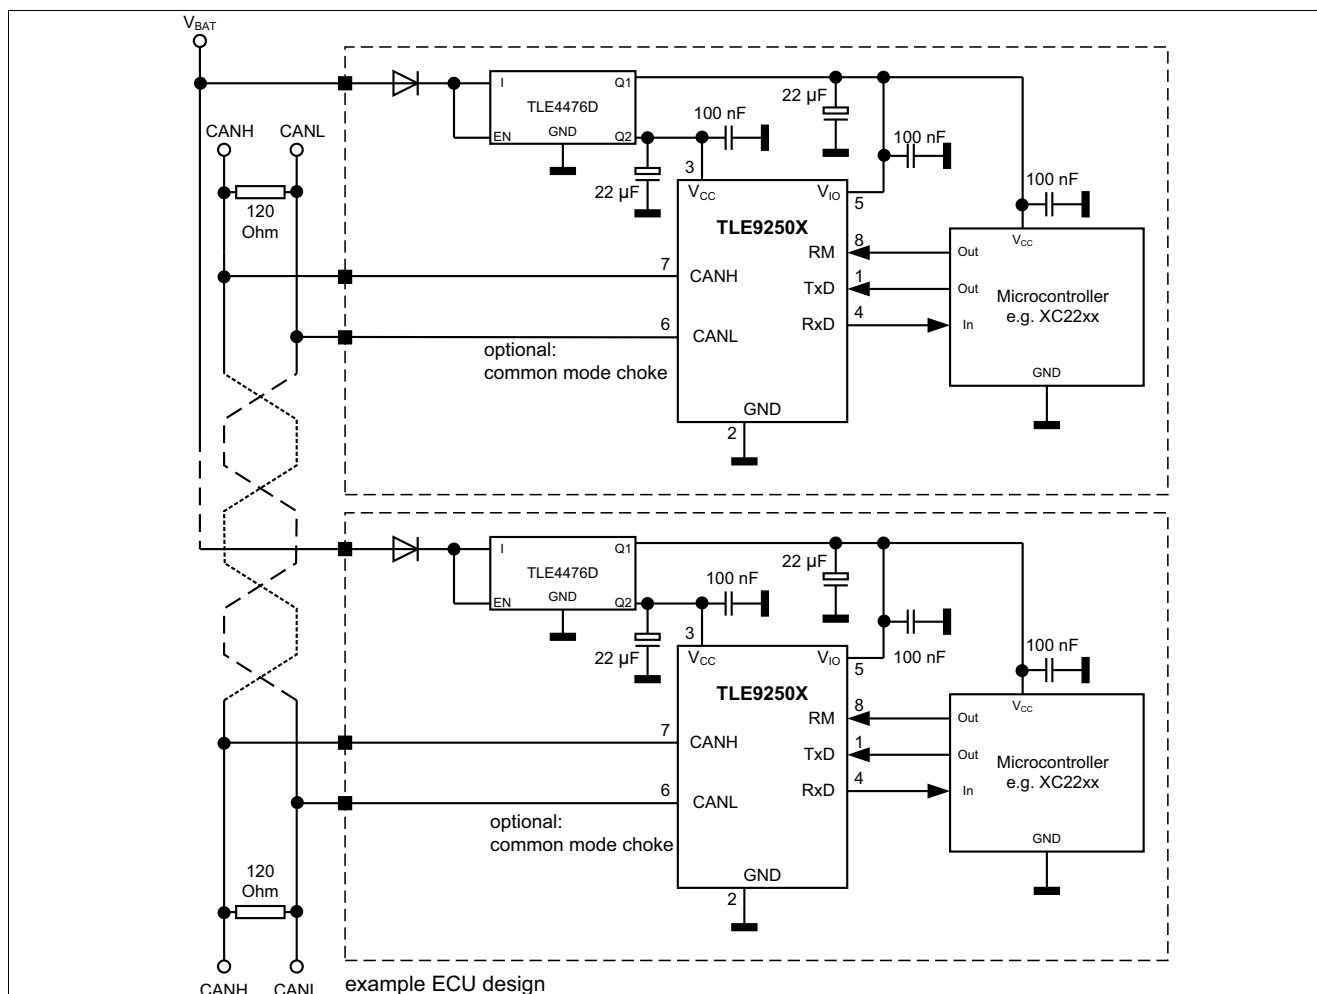 VBAT
CANH
CANL
120
Ohm
I
Q1
TLE4476D
EN
GND
Q2
22 µF
100 nF
22 µF
100 nF
100 nF
3
VCC
VIO
5
TLE9250X
7
CANH
6
CANL
RM
8
TxD
1
RxD
4
GND
2
optional:
common mode choke
VCC
Out
Out
In
Microcontroller
e.g. XC22xx
GND
I
Q1
TLE4476D
EN
GND
Q2
22 µF
100 nF
22 µF
100 nF
100 nF
3
VCC
VIO
5
TLE9250X
7
CANH
6
CANL
RM
8
TxD
1
RxD
4
GND
2
optional:
common mode choke
VCC
Out
Out
In
Microcontroller
e.g. XC22xx
GND
120
Ohm
CANH
CANL
example ECU design